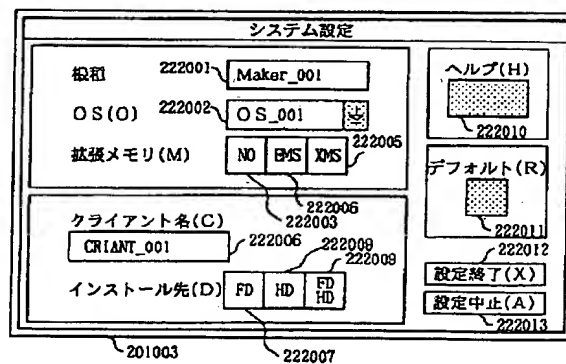 システム設定
機種 222001 Maker_001
OS(O) 222002 OS_001
拡張メモリ(M) NO EMS XMS 222005
222006
222003
クライアント名(C)
CRIANT_001 222006
222009
222009
インストール先(D) FD HD FD HD
222007
201003
ヘルプ(H)
222010
デフォルト(R)
222011
222012
設定終了(X)
設定中止(A)
222013